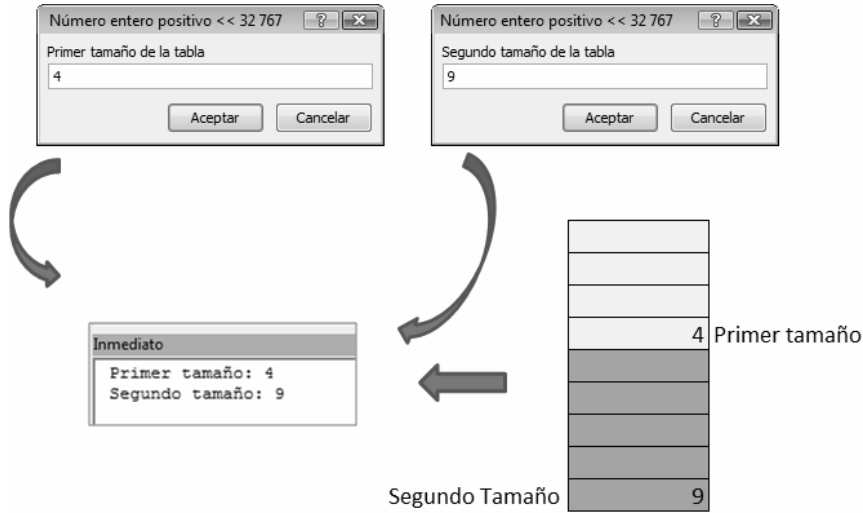 Número entero positivo << 32 767
Primer tamaño de la tabla
4
Aceptar
Cancelar
Número entero positivo << 32 767
Segundo tamaño de la tabla
9
Aceptar
Cancelar
Inmediato
Primer tamaño: 4
Segundo tamaño: 9
4 Primer tamaño
Segundo Tamaño 9